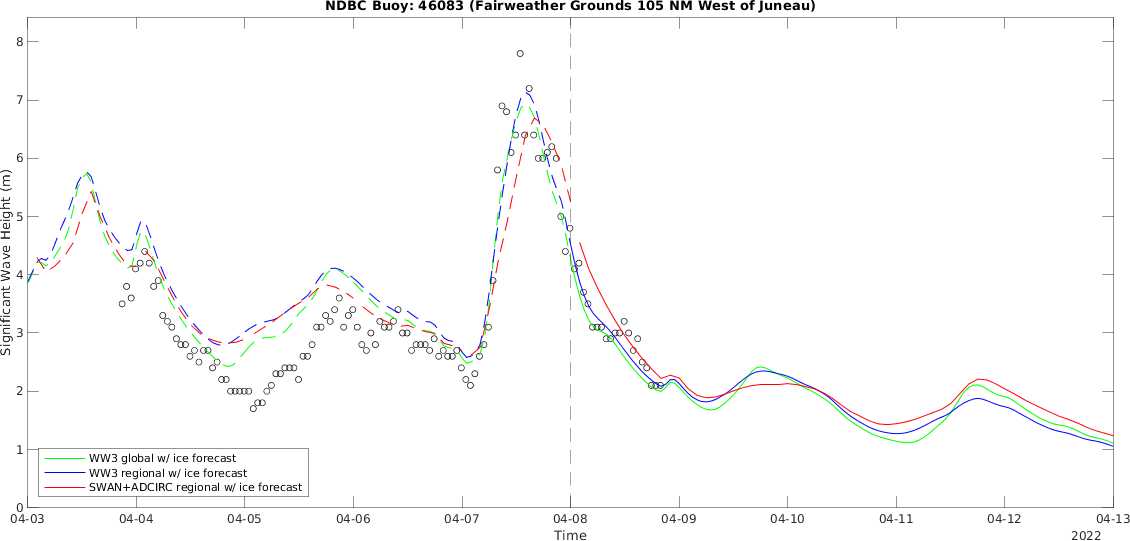 NDBC Buoy: 46083 (Fairweather Grounds 105 NM West of Juneau)
Significant Wave Height (m)
8
7
6
5
4
3
2
1
0
WW3 global w/ ice forecast
WW3 regional w/ ice forecast
SWAN+ADCIRC regional w/ ice forecast
04-03 04-04 04-05 04-06 04-07 04-08 04-09 04-10 04-11 04-12 04-13
Time
2022